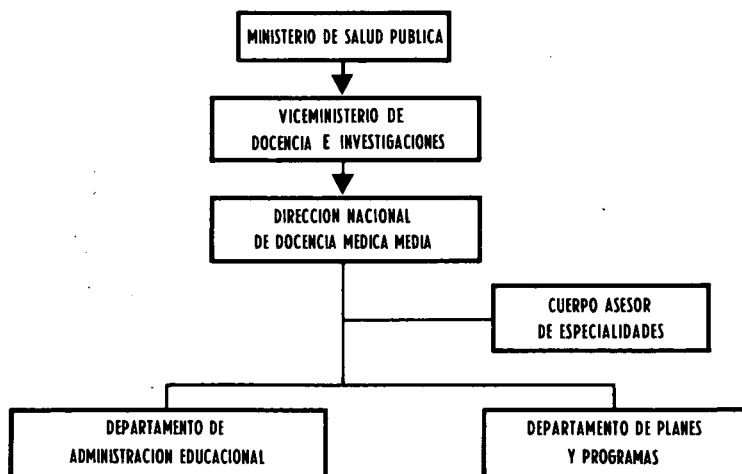 MINISTERIO DE SALUD PUBLICA
VICEMINISTERIO DE
DOCENCIA E INVESTIGACIONES
DIRECCION NACIONAL
DE DOCENCIA MEDICA MEDIA
CUERPO ASESOR
DE ESPECIALIDADES
DEPARTAMENTO DE
ADMINISTRACION EDUCACIONAL
DEPARTAMENTO DE PLANES
Y PROGRAMAS